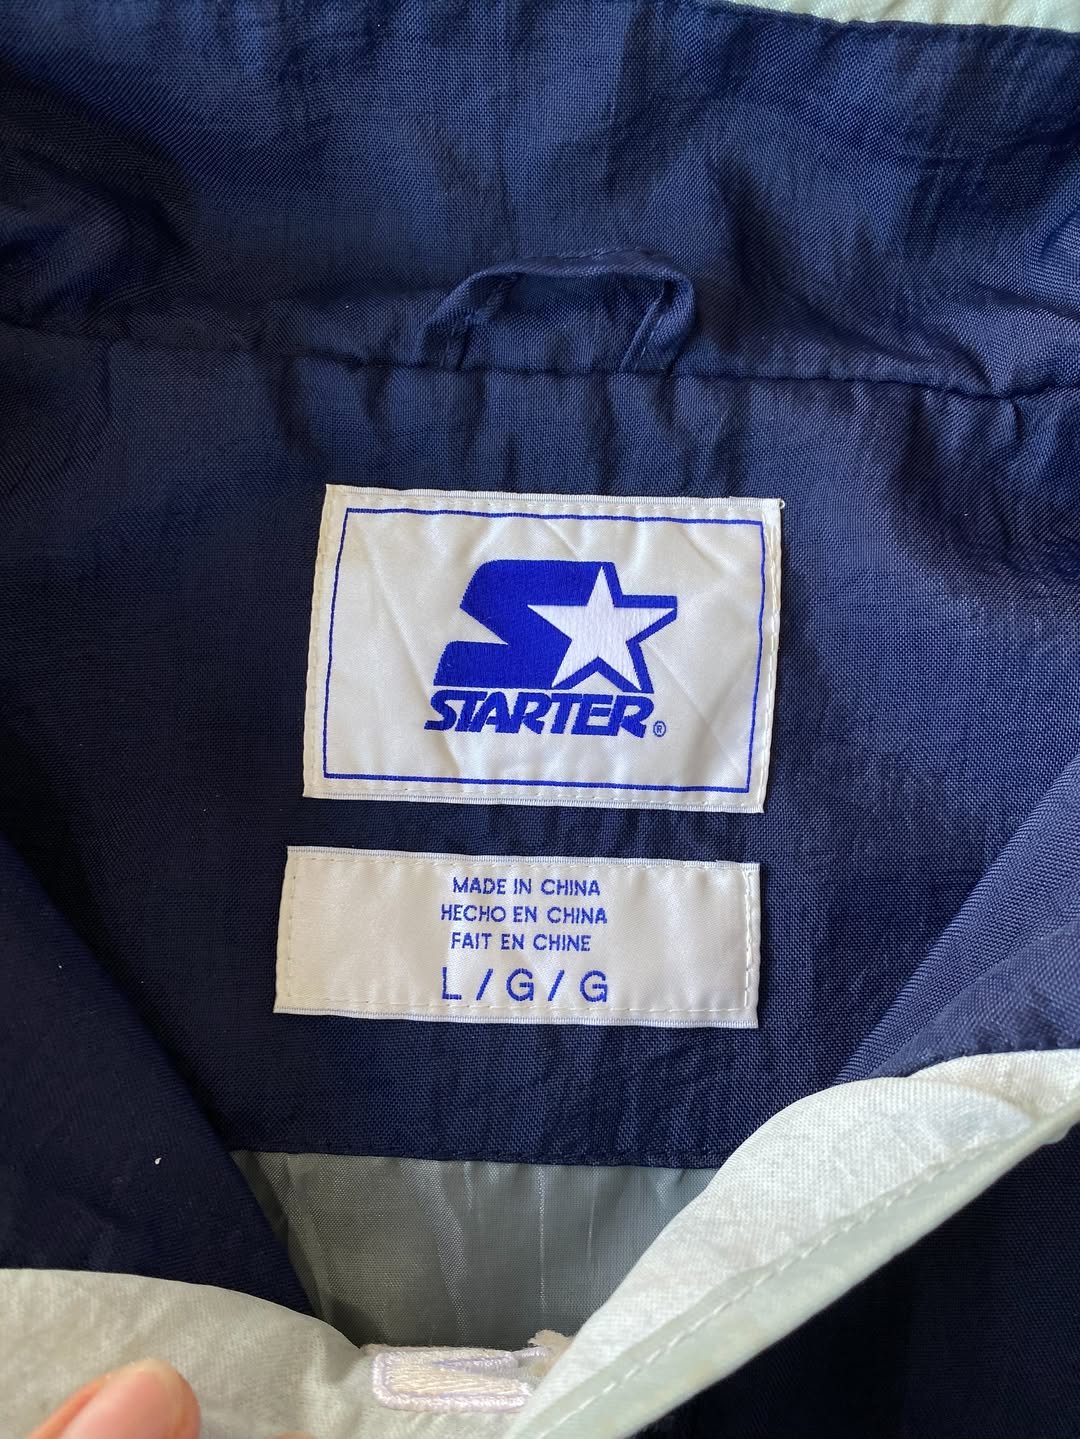 STARTER®
MADE IN CHINA
HECHO EN CHINA
FAIT EN CHINE
L / G / G